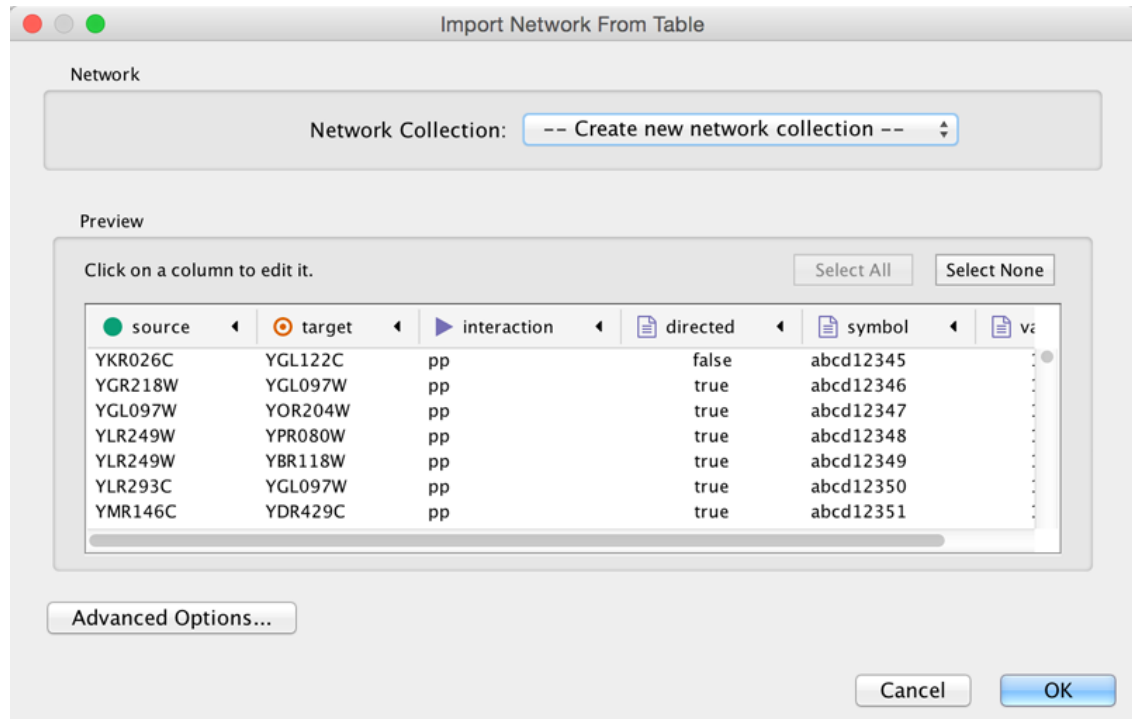 Import Network From Table
Network
Network Collection: -- Create new network collection --
Preview
Click on a column to edit it. Select All Select None
source target interaction directed symbol
YKR026C YGL122C pp false abcd12345
YGR218W YGL097W pp true abcd12346
YGL097W YOR204W pp true abcd12347
YLR249W YPR080W pp true abcd12348
YLR249W YBR118W pp true abcd12349
YLR293C YGL097W pp true abcd12350
YMR146C YDR429C pp true abcd12351
Advanced Options...
Cancel OK